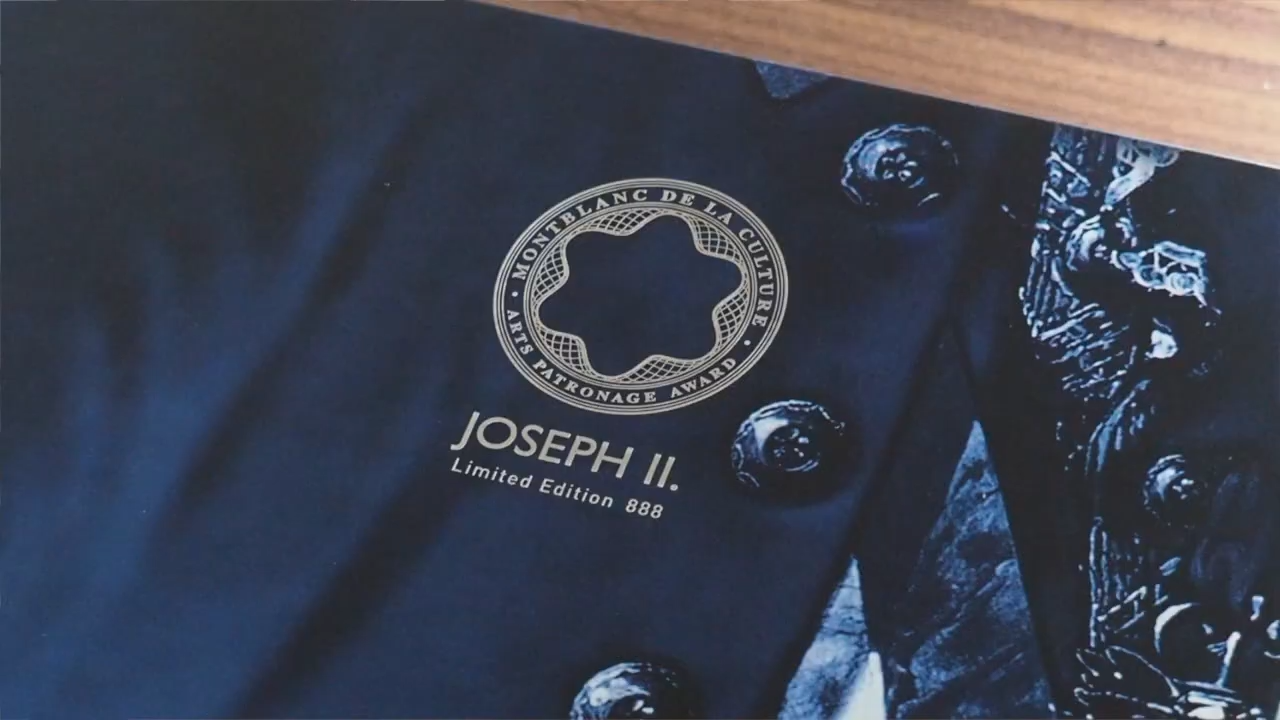 MONTBLANC DE LA CULTURE
• ARTS PATRONAGE AWARD •
JOSEPH II.
Limited Edition 888